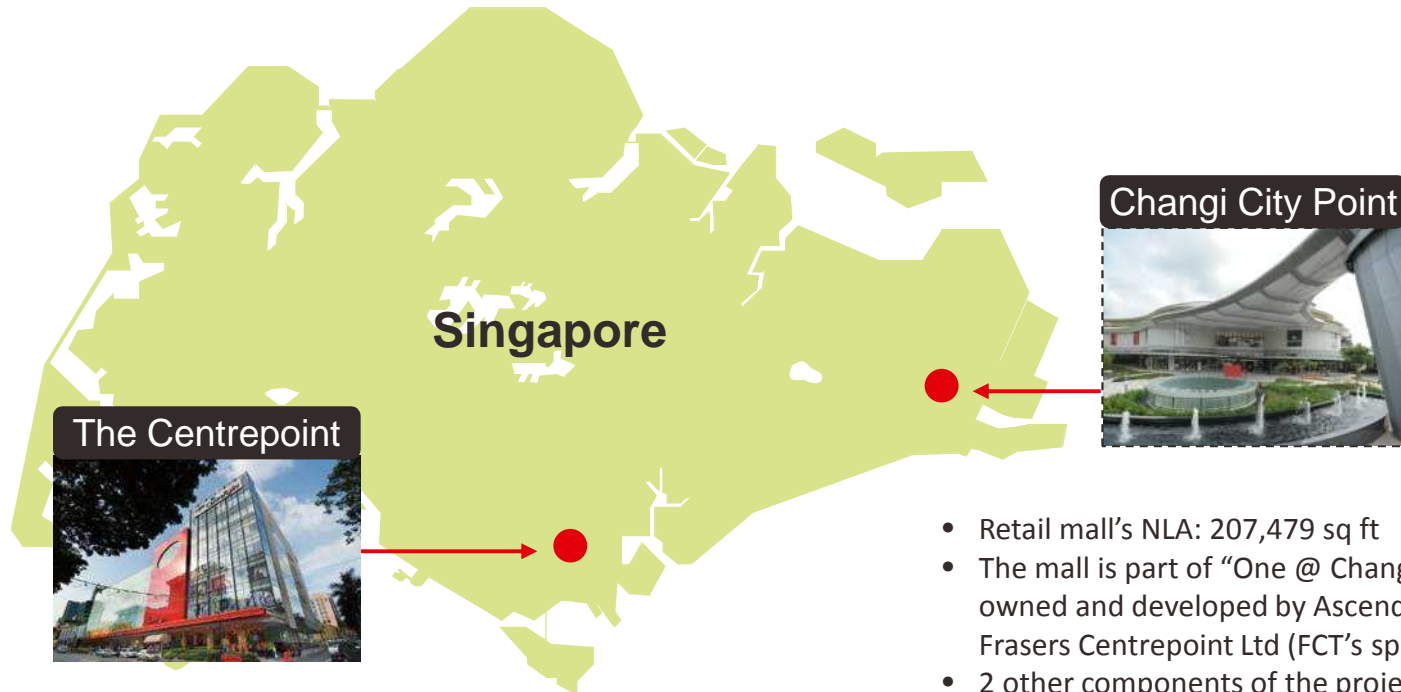 Changi City Point
Singapore
The Centrepoint
• Retail mall’s NLA: 207,479 sq ft
• The mall is part of “One @ Chang
owned and developed by Ascend
Frasers Centrepoint Ltd (FCT’s sp
• 2 other components of the proje